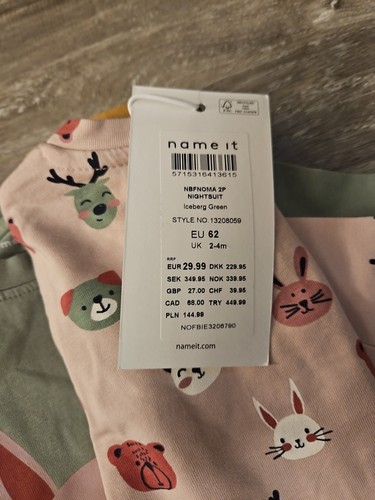 name it
5715316413615
NBFNOMA 2P
NIGHTSUIT
Iceberg Green
STYLE NO.13208059
EU 62
UK 2-4m
RRP
EUR 29.99 DKK 229.95
SEK 349.95 NOK 339.95
GBP 27.00 CHF 39.95
CAD 68.00 TRY 449.99
PLN 144.99
NOFBIE3208790
nameit.com